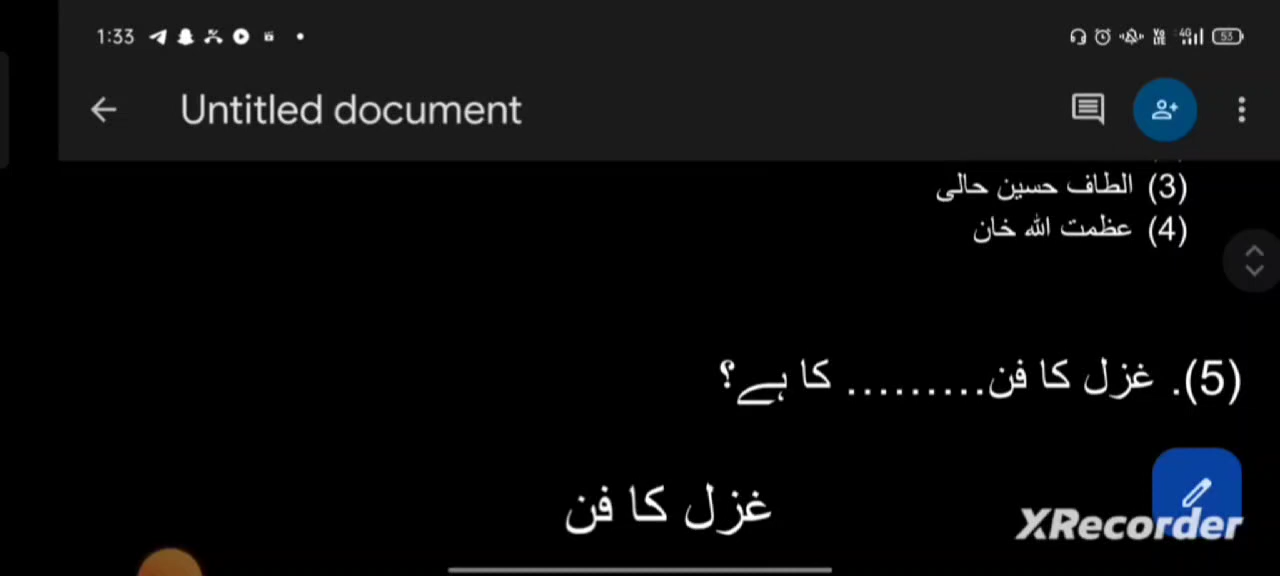 1:33
53
Untitled document
(3) الطاف حسین حالی
(4) عظمت اللہ خان
(5). غزل کا فن......... کا ہے؟
غزل کا فن
XRecorder